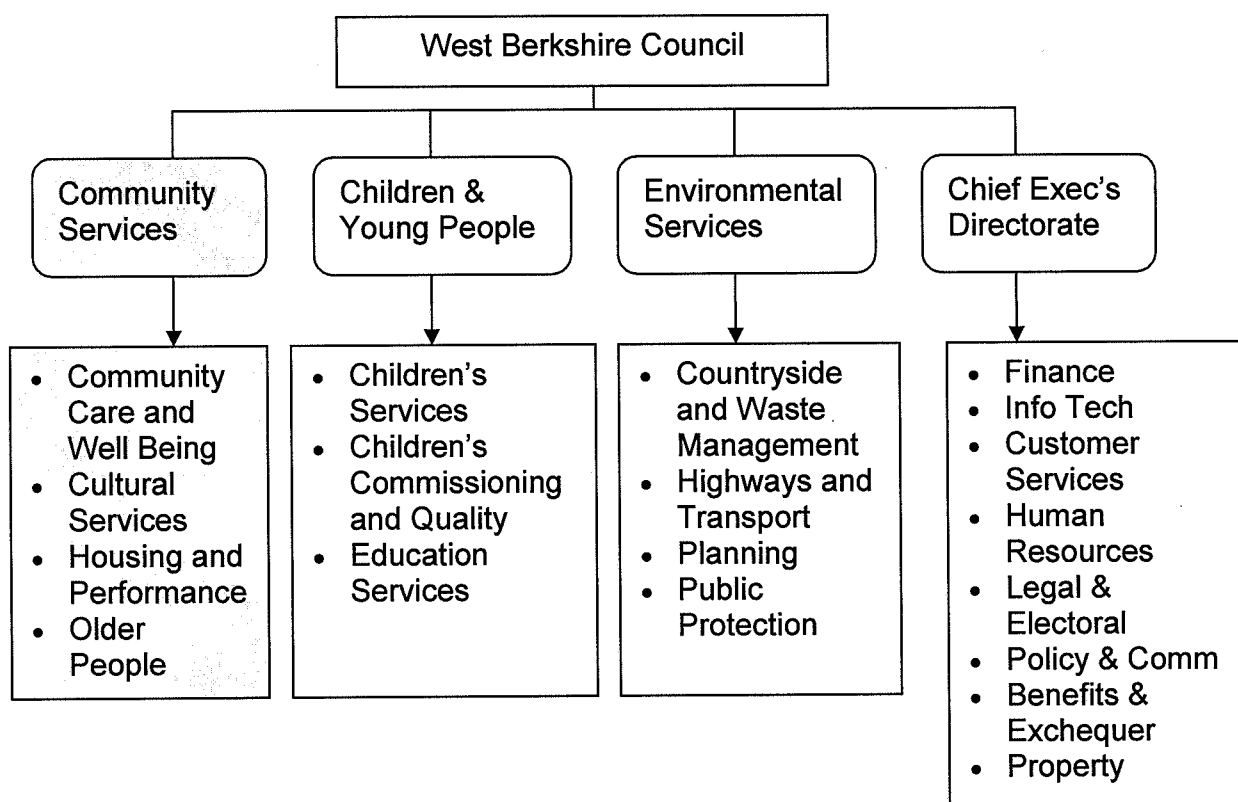 West Berkshire Council
Community
Services
Children &
Young People
Environmental
Services
Chief Exec's
Directorate
• Community
Care and
Well Being
• Cultural
Services
• Housing and
Performance
• Older
People
• Children's
Services
• Children's
Commissioning
and Quality
• Education
Services
• Countryside
and Waste
Management
• Highways and
Transport
• Planning
• Public
Protection
• Finance
• Info Tech
• Customer
Services
• Human
Resources
• Legal &
Electoral
• Policy & Comm
• Benefits &
Exchequer
• Property